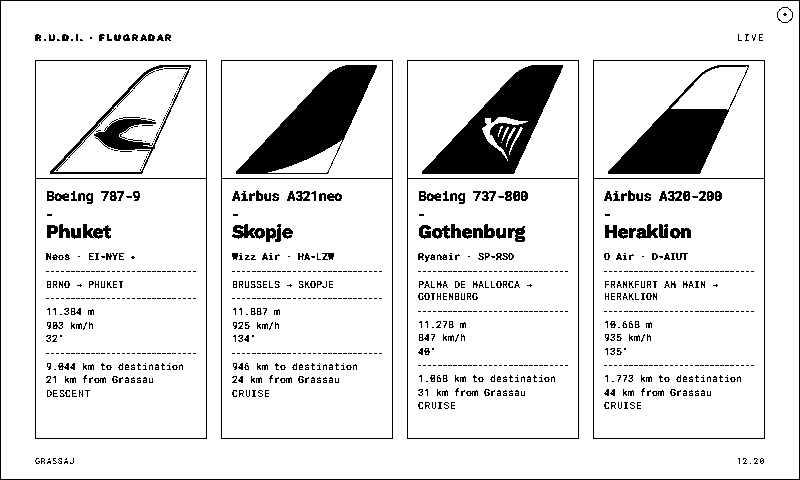 R.U.D.I. · FLUGRADAR
LIVE
Boeing 787-9
-
Phuket
Neos · EI-NYE ✦
BRNO → PHUKET
11.384 m
903 km/h
32°
9.044 km to destination
21 km from Grassau
DESCENT
Airbus A321neo
-
Skopje
Wizz Air · HA-LZW
BRUSSELS → SKOPJE
11.887 m
925 km/h
134°
946 km to destination
24 km from Grassau
CRUISE
Boeing 737-800
-
Gothenburg
Ryanair · SP-RSO
PALMA DE MALLORCA →
GOTHENBURG
11.278 m
847 km/h
40°
1.068 km to destination
31 km from Grassau
CRUISE
Airbus A320-200
-
Heraklion
O Air · D-AIUT
FRANKFURT AM MAIN →
HERAKLION
10.668 m
935 km/h
135°
1.773 km to destination
44 km from Grassau
CRUISE
GRASSAU
12.20